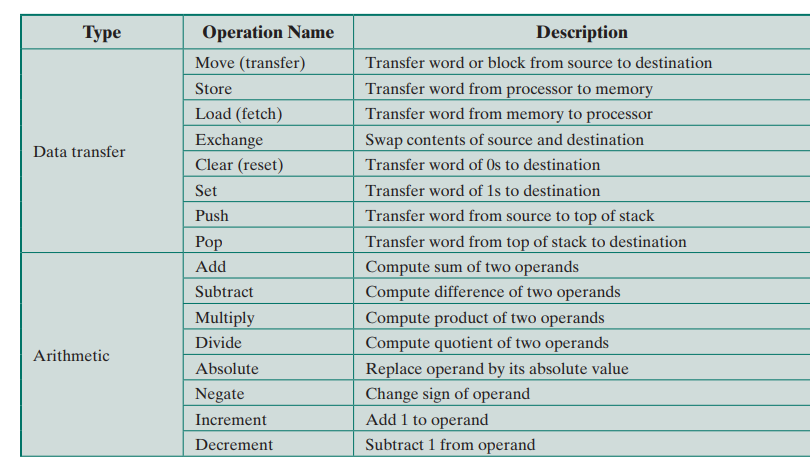 Type Operation Name Description
Data transfer
Move (transfer) Transfer word or block from source to destination
Store Transfer word from processor to memory
Load (fetch) Transfer word from memory to processor
Exchange Swap contents of source and destination
Clear (reset) Transfer word of 0s to destination
Set Transfer word of 1s to destination
Push Transfer word from source to top of stack
Pop Transfer word from top of stack to destination
Arithmetic
Add Compute sum of two operands
Subtract Compute difference of two operands
Multiply Compute product of two operands
Divide Compute quotient of two operands
Absolute Replace operand by its absolute value
Negate Change sign of operand
Increment Add 1 to operand
Decrement Subtract 1 from operand